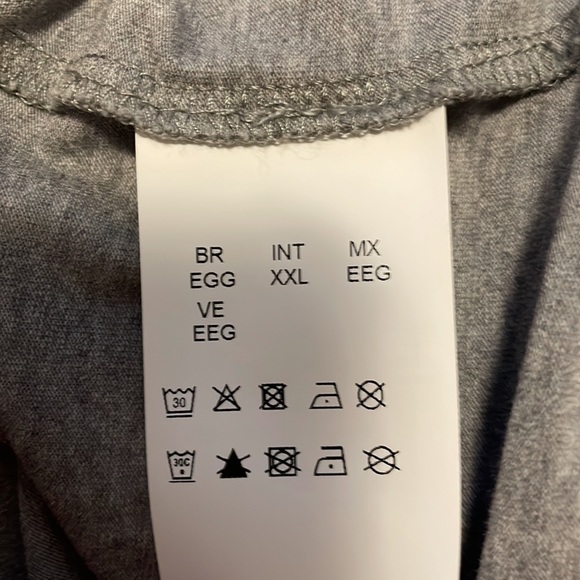 BR INT MX
EGG XXL EEG
VE
EEG
30
30C